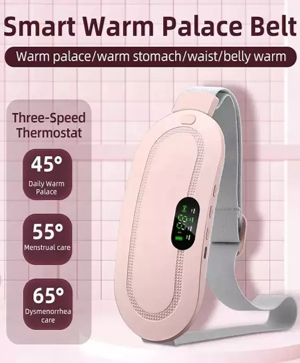 Smart Warm Palace Belt
Warm palace/warm stomach/waist/belly warm
Three-Speed
Thermostat
45°
Daily Warm
Palace
55°
Menstrual care
65°
Dysmenorrhea
care